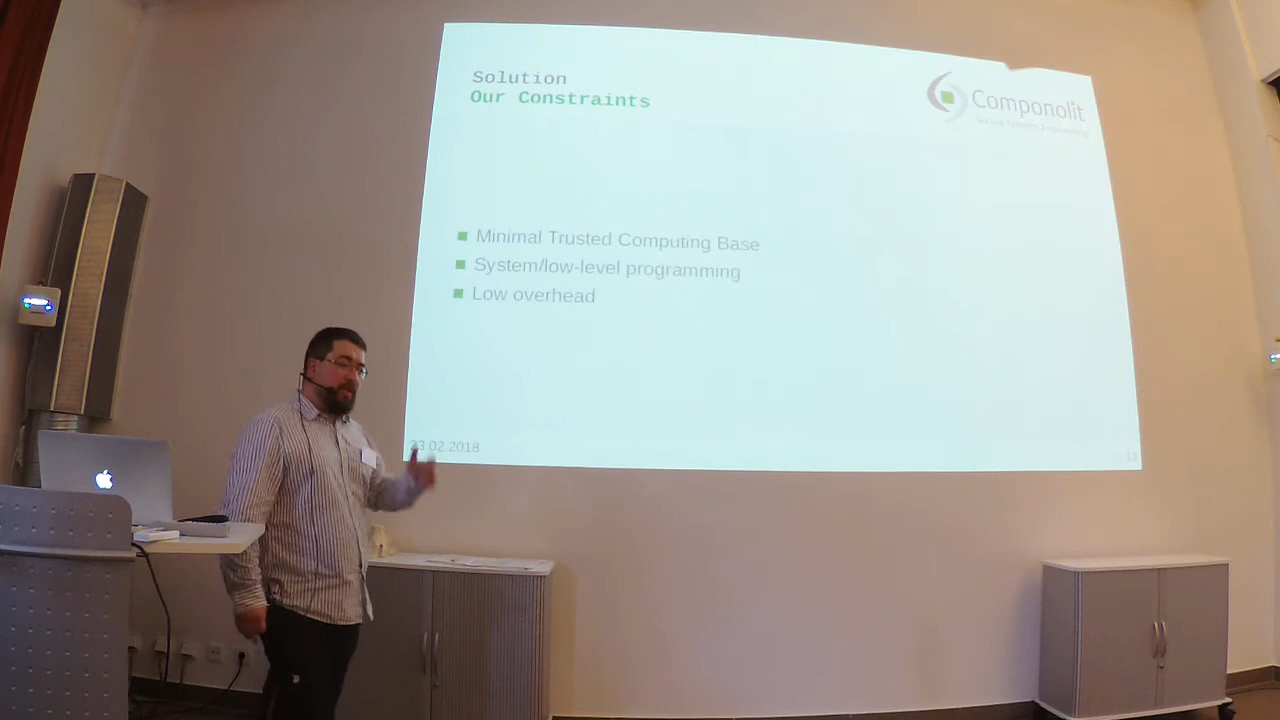 Solution
Our Constraints
Componolit
Minimal Trusted Computing Base
System/low-level programming
Low overhead
23.02.2018